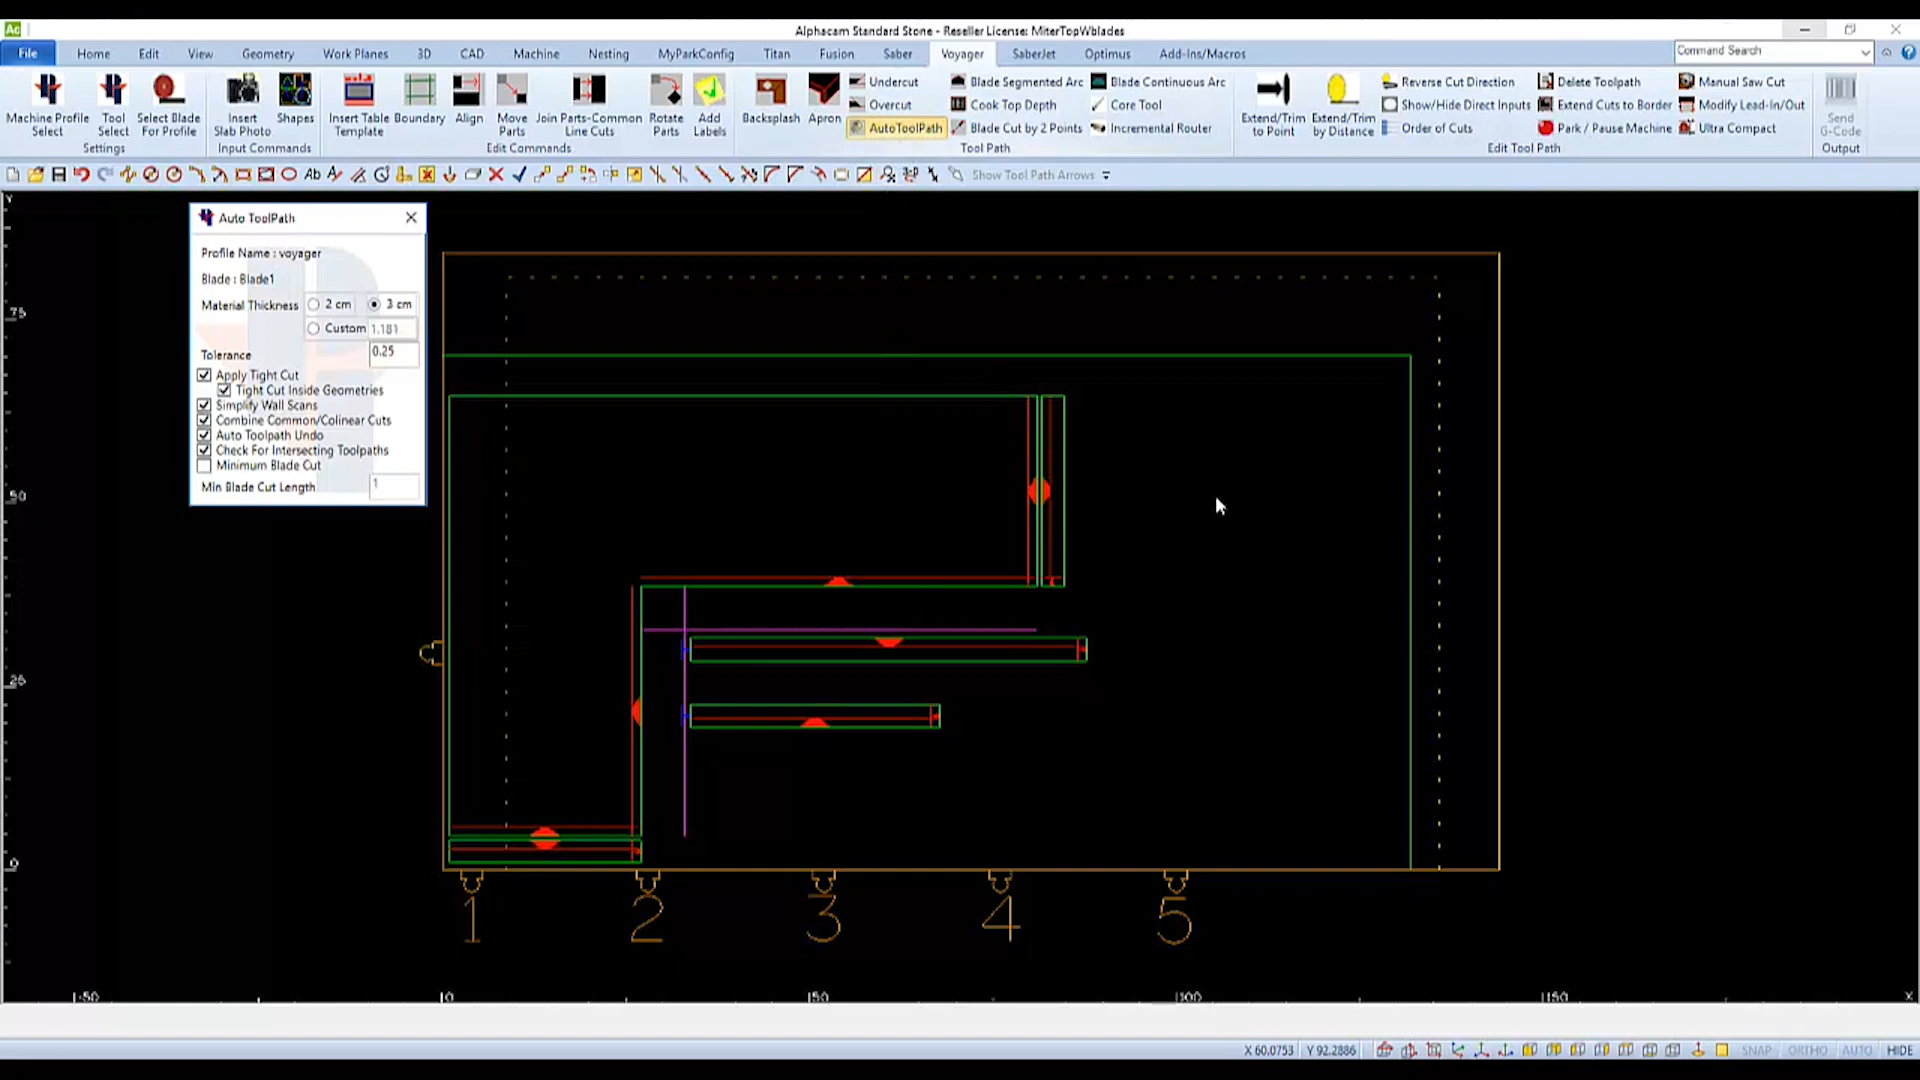 Ac
Alphacam Standard Stone - Reseller License: MiterTopWblades
File Home Edit View Geometry Work Planes 3D CAD Machine Nesting MyParkConfig Titan Fusion Saber Voyager SaberJet Optimus Add-Ins/Macros Command Search
Machine Profile Select
Tool Select
Select Blade For Profile
Settings
Insert Slab Photo
Shapes
Input Commands
Insert Table Template
Boundary
Align
Move Parts
Join Parts-Common Line Cuts
Rotate Parts
Add Labels
Edit Commands
Backsplash
Apron
Undercut
Overcut
AutoToolPath
Blade Segmented Arc
Cook Top Depth
Blade Cut by 2 Points
Blade Continuous Arc
Core Tool
Incremental Router
Tool Path
Extend/Trim to Point
Extend/Trim by Distance
Reverse Cut Direction
Show/Hide Direct Inputs
Order of Cuts
Delete Toolpath
Extend Cuts to Border
Park / Pause Machine
Manual Saw Cut
Modify Lead-In/Out
Ultra Compact
Edit Tool Path
Send G-Code
Output
Show Tool Path Arrows
Auto ToolPath
Profile Name : voyager
Blade : Blade1
Material Thickness 2 cm 3 cm
Custom 1.181
Tolerance 0.25
Apply Tight Cut
Tight Cut Inside Geometries
Simplify Wall Scans
Combine Common/Colinear Cuts
Auto Toolpath Undo
Check For Intersecting Toolpaths
Minimum Blade Cut
Min Blade Cut Length 1
Y
75
50
25
0
1 2 3 4 5
-50 0 50 100 150 X
X 60.0753 Y 92.2886 SNAP ORTHO AUTO HIDE